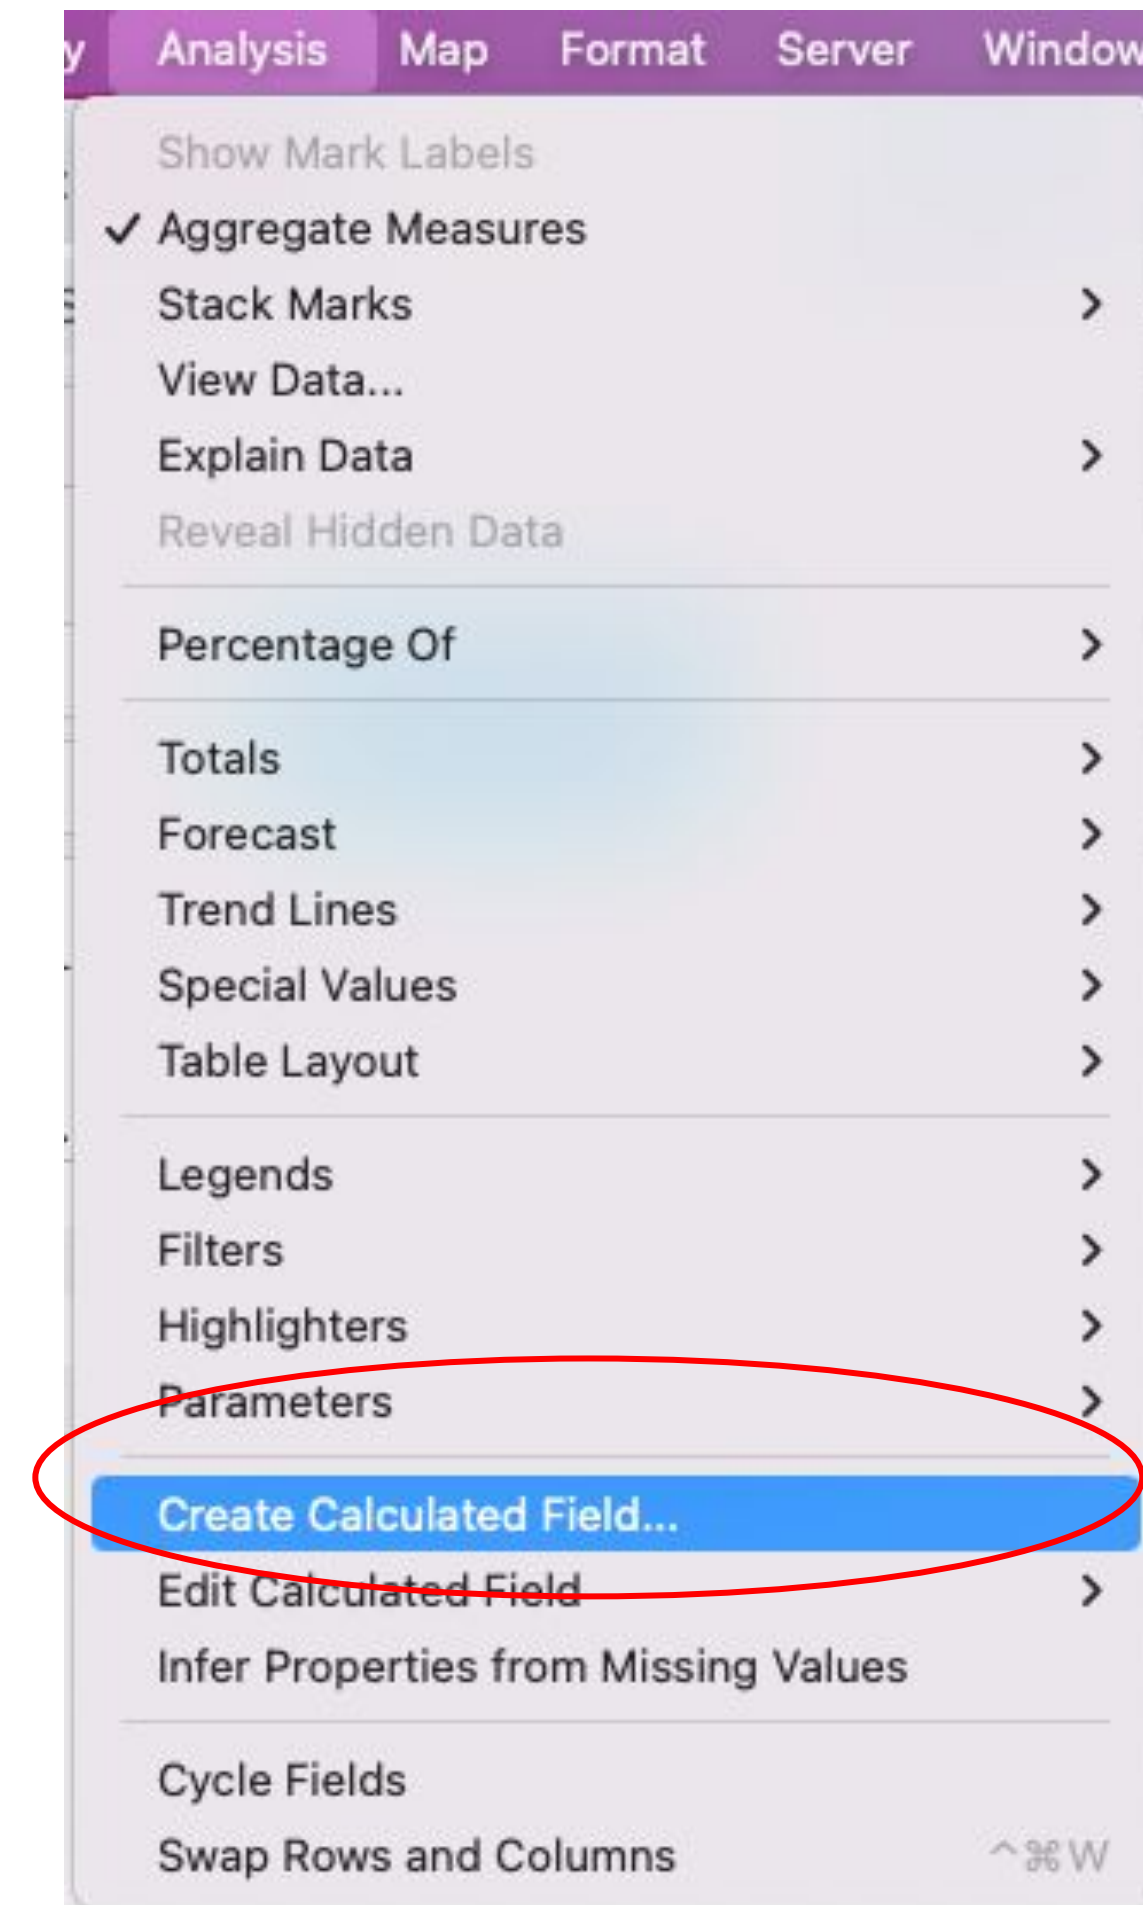 y Analysis Map Format Server Window
Show Mark Labels
✓ Aggregate Measures
Stack Marks >
View Data...
Explain Data >
Reveal Hidden Data
Percentage Of >
Totals >
Forecast >
Trend Lines >
Special Values >
Table Layout >
Legends >
Filters >
Highlighters >
Parameters >
Create Calculated Field...
Edit Calculated Field >
Infer Properties from Missing Values
Cycle Fields
Swap Rows and Columns ^⌘W